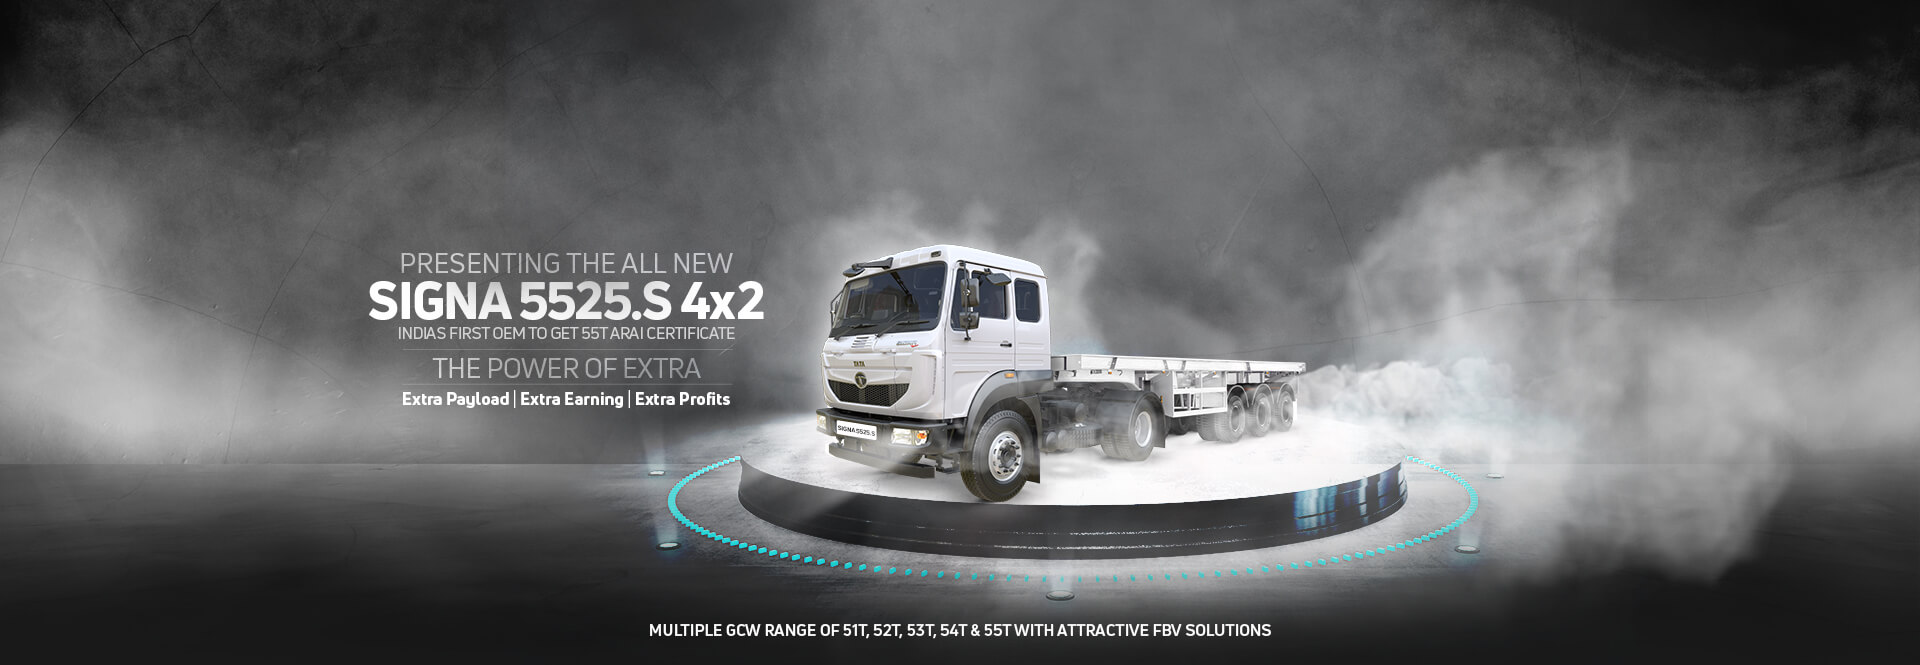 PRESENTING THE ALL NEW
SIGNA 5525.S 4x2
INDIAS FIRST OEM TO GET 55T ARAI CERTIFICATE
THE POWER OF EXTRA
Extra Payload | Extra Earning | Extra Profits
TATA
SIGNA 5525.S
MULTIPLE GCW RANGE OF 51T, 52T, 53T, 54T & 55T WITH ATTRACTIVE FBV SOLUTIONS